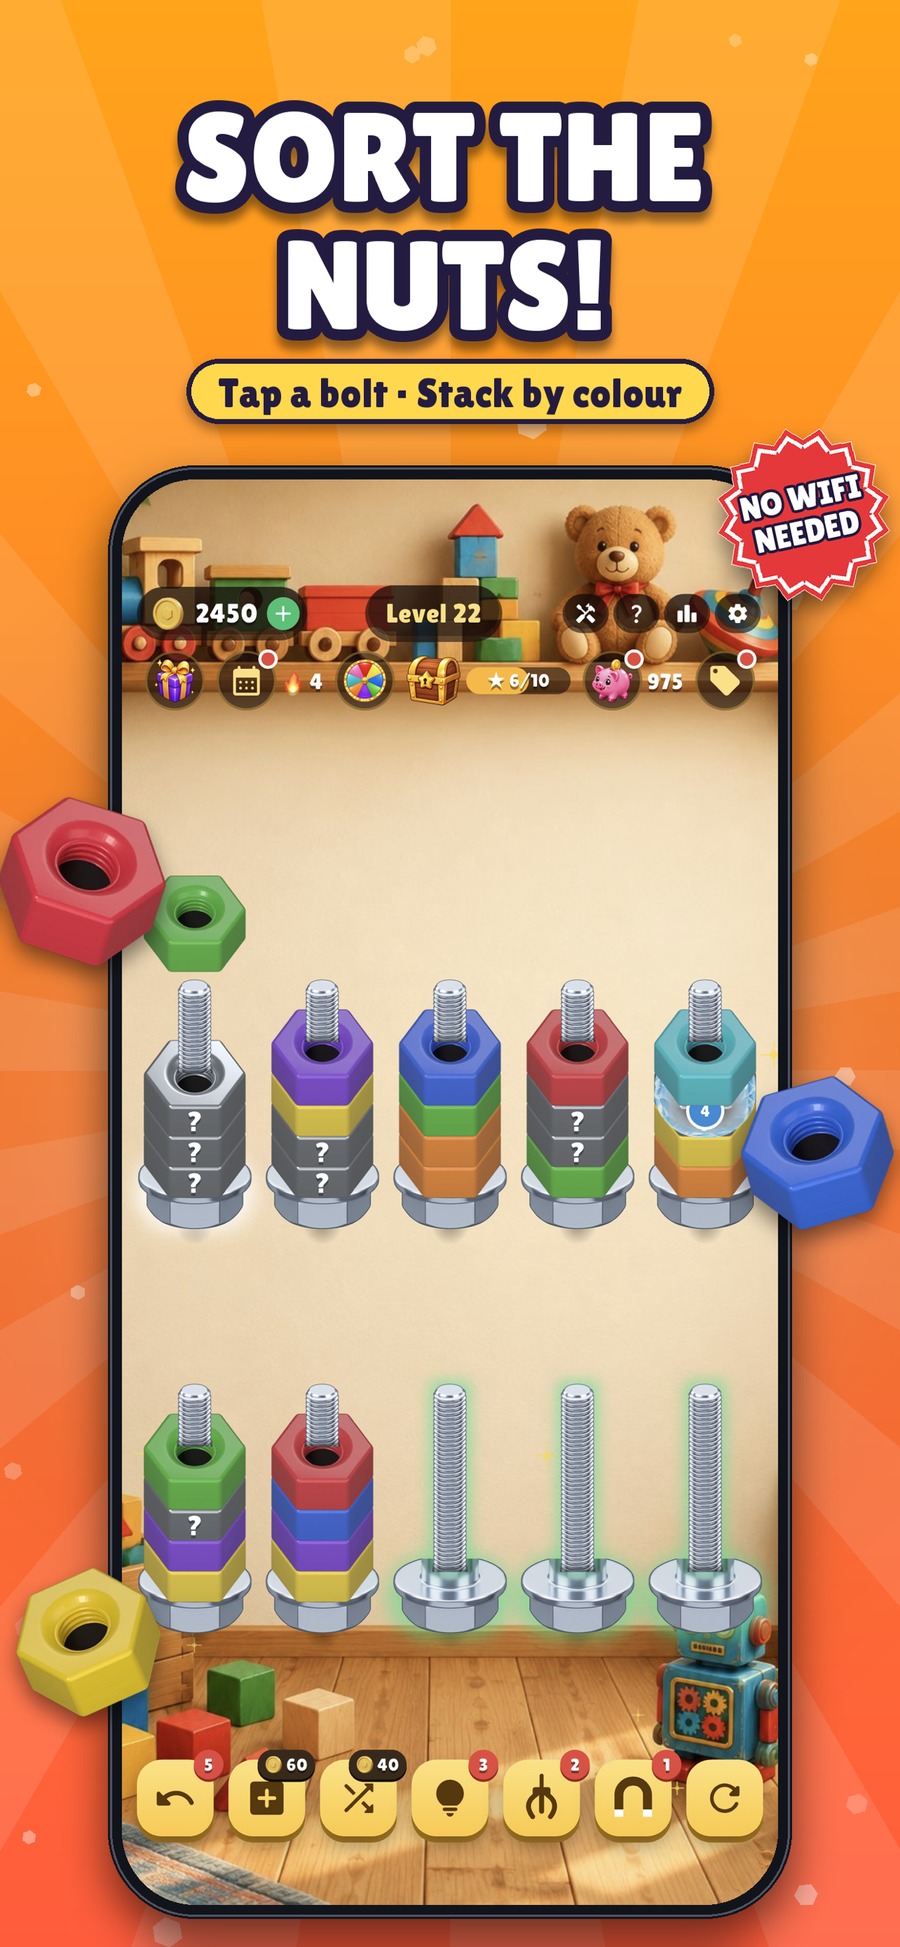 SORT THE
NUTS!
Tap a bolt · Stack by colour
NO WIFI
NEEDED
2450 +
Level 22
?
4
6/10
975
4
? ?
? ? ?
? ?
?
5
60
40
3
2
1